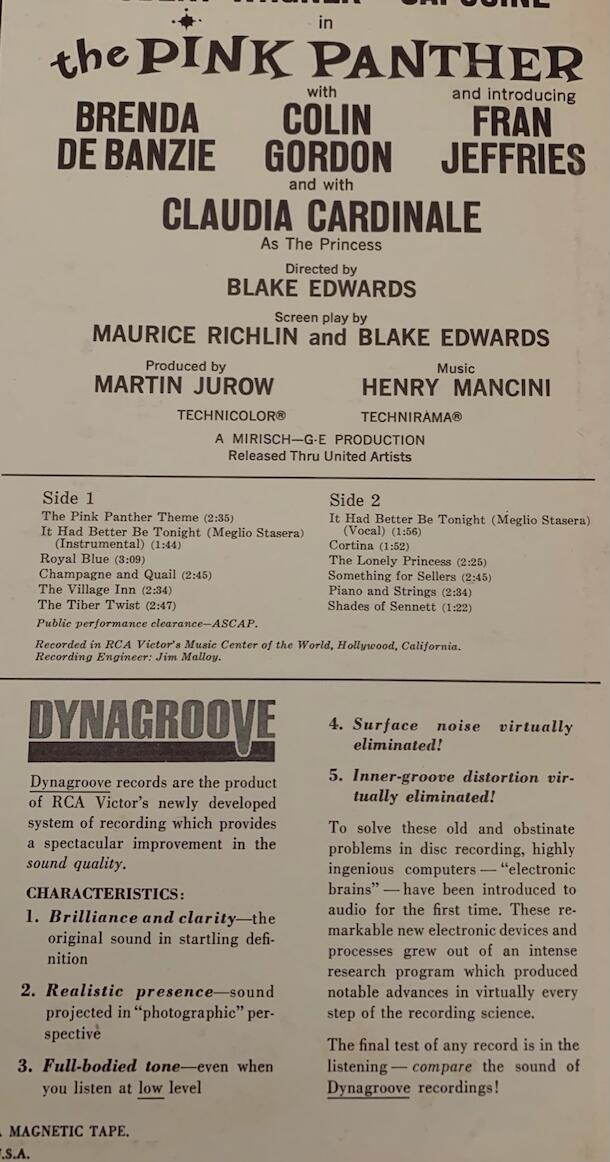 WAGNER CAPUCINE
in
the PINK PANTHER
with
and introducing
BRENDA DE BANZIE
COLIN GORDON
FRAN JEFFRIES
and with
CLAUDIA CARDINALE
As The Princess
Directed by
BLAKE EDWARDS
Screen play by
MAURICE RICHLIN and BLAKE EDWARDS
Produced by
MARTIN JUROW
Music
HENRY MANCINI
TECHNICOLOR® TECHNIRAMA®
A MIRISCH—G-E PRODUCTION
Released Thru United Artists
Side 1
The Pink Panther Theme (2:35)
It Had Better Be Tonight (Meglio Stasera)
(Instrumental) (1:44)
Royal Blue (3:09)
Champagne and Quail (2:45)
The Village Inn (2:34)
The Tiber Twist (2:47)
Public performance clearance—ASCAP.
Side 2
It Had Better Be Tonight (Meglio Stasera)
(Vocal) (1:56)
Cortina (1:52)
The Lonely Princess (2:25)
Something for Sellers (2:45)
Piano and Strings (2:34)
Shades of Sennett (1:22)
Recorded in RCA Victor's Music Center of the World, Hollywood, California.
Recording Engineer: Jim Malloy.
DYNAGROOVE
Dynagroove records are the product
of RCA Victor's newly developed
system of recording which provides
a spectacular improvement in the
sound quality.
CHARACTERISTICS:
1. Brilliance and clarity—the
original sound in startling defi-
nition
2. Realistic presence—sound
projected in "photographic" per-
spective
3. Full-bodied tone—even when
you listen at low level
4. Surface noise virtually
eliminated!
5. Inner-groove distortion vir-
tually eliminated!
To solve these old and obstinate
problems in disc recording, highly
ingenious computers — "electronic
brains" — have been introduced to
audio for the first time. These re-
markable new electronic devices and
processes grew out of an intense
research program which produced
notable advances in virtually every
step of the recording science.
The final test of any record is in the
listening — compare the sound of
Dynagroove recordings!
MAGNETIC TAPE.
U.S.A.